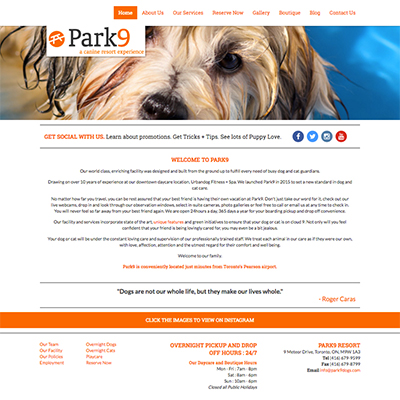 Home About Us Our Services Reserve Now Gallery Boutique Blog Contact Us
Park9
a canine resort experience
GET SOCIAL WITH US. Learn about promotions. Get Tricks + Tips. See lots of Puppy Love.
WELCOME TO PARK9
Our world class, enriching facility was designed and built from the ground up to fulfill every need of busy dog and cat guardians.
Drawing on over 10 years of experience at our downtown daycare location, Urbandog Fitness + Spa We launched Park9 in 2015 to set a new standard in dog and
cat care.
No matter how far you travel, you can be rest assured that your best friend is having their own vacation at Park9. Don't just take our word for it, check out our
live webcams, drop in and look through our observation windows, select in-suite cameras, photo galleries or feel free to call or email us at any time to check in.
You will never feel so far away from your best friend again. We are open 24hours a day, 365 days a year for your boarding pickup and drop off convenience.
Our facility and services incorporate state of the art, unique features and green initiatives to ensure that your dog or cat is on cloud 9. Not only will you feel
confident that your friend is being lovingly cared for, you may even be a bit jealous.
Your dog or cat will be under the constant loving care and supervision of our professionally trained staff. We treat each animal in our care as if they were our own,
with love, affection, attention and the utmost regard for their comfort and well being.
Welcome to our family.
Park9 is conveniently located just minutes from Toronto's Pearson airport.
"Dogs are not our whole life, but they make our lives whole."
- Roger Caras
CLICK THE IMAGES TO VIEW ON INSTAGRAM
Our Team
Our Facility
Our Policies
Employment
Overnight Dogs
Overnight Cats
Daycare
Reserve Now
OVERNIGHT PICKUP AND DROP
OFF HOURS : 24/7
Our Daycare and Boutique Hours
Mon - Fri : 7am - 8pm
Sat : 8am - 6pm
Sun : 10am - 6pm
Closed all Public Holidays
PARK9 RESORT
9 Meteor Drive, Toronto, ON, M9W 1A3
Tel (416) 679-9599
Fax (416) 679-8799
Email info@park9dogs.com